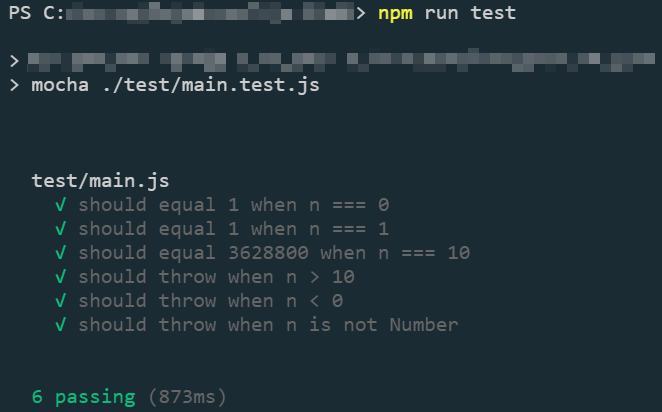 PS C:> npm run test
>
> mocha ./test/main.test.js
test/main.js
√ should equal 1 when n === 0
√ should equal 1 when n === 1
√ should equal 3628800 when n === 10
√ should throw when n > 10
√ should throw when n < 0
√ should throw when n is not Number
6 passing (873ms)